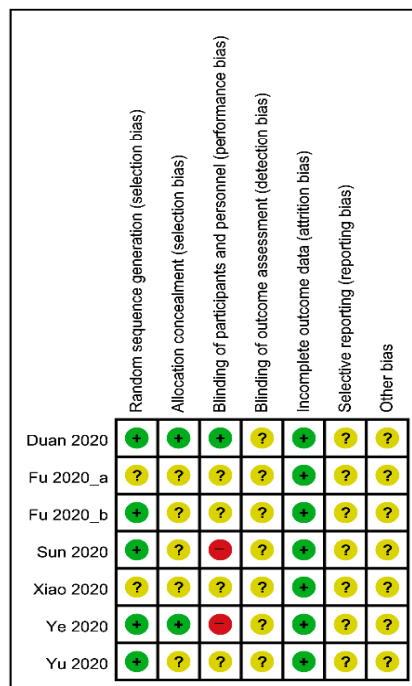 Random sequence generation (selection bias)
Allocation concealment (selection bias)
Blinding of participants and personnel (performance bias)
Blinding of outcome assessment (detection bias)
Incomplete outcome data (attrition bias)
Selective reporting (reporting bias)
Other bias
Duan 2020 + + + ? + ? ?
Fu 2020_a ? ? ? ? + ? ?
Fu 2020_b + ? ? ? + ? ?
Sun 2020 + ? − ? + ? ?
Xiao 2020 ? ? ? ? + ? ?
Ye 2020 + + − ? + ? ?
Yu 2020 + ? ? ? + ? ?